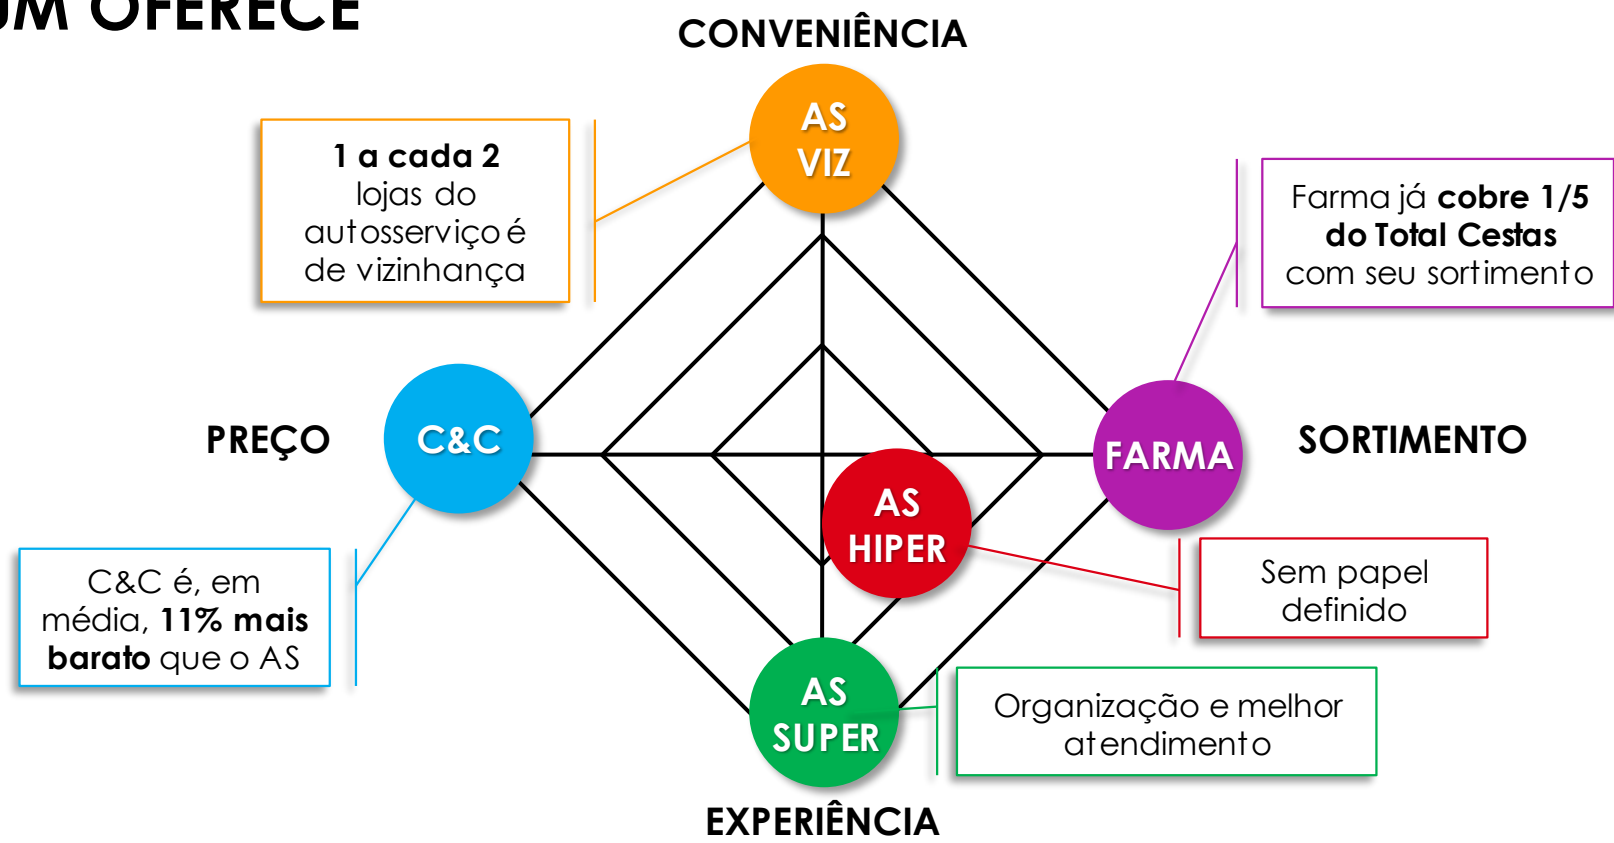 UM OFERECE
CONVENIÊNCIA
AS
VIZ
1 a cada 2
lojas do
autosserviço é
de vizinhança
Farma já cobre 1/5
do Total Cestas
com seu sortimento
PREÇO
C&C
FARMA
SORTIMENTO
AS
HIPER
C&C é, em
média, 11% mais
barato que o AS
Sem papel
definido
AS
SUPER
Organização e melhor
atendimento
EXPERIÊNCIA